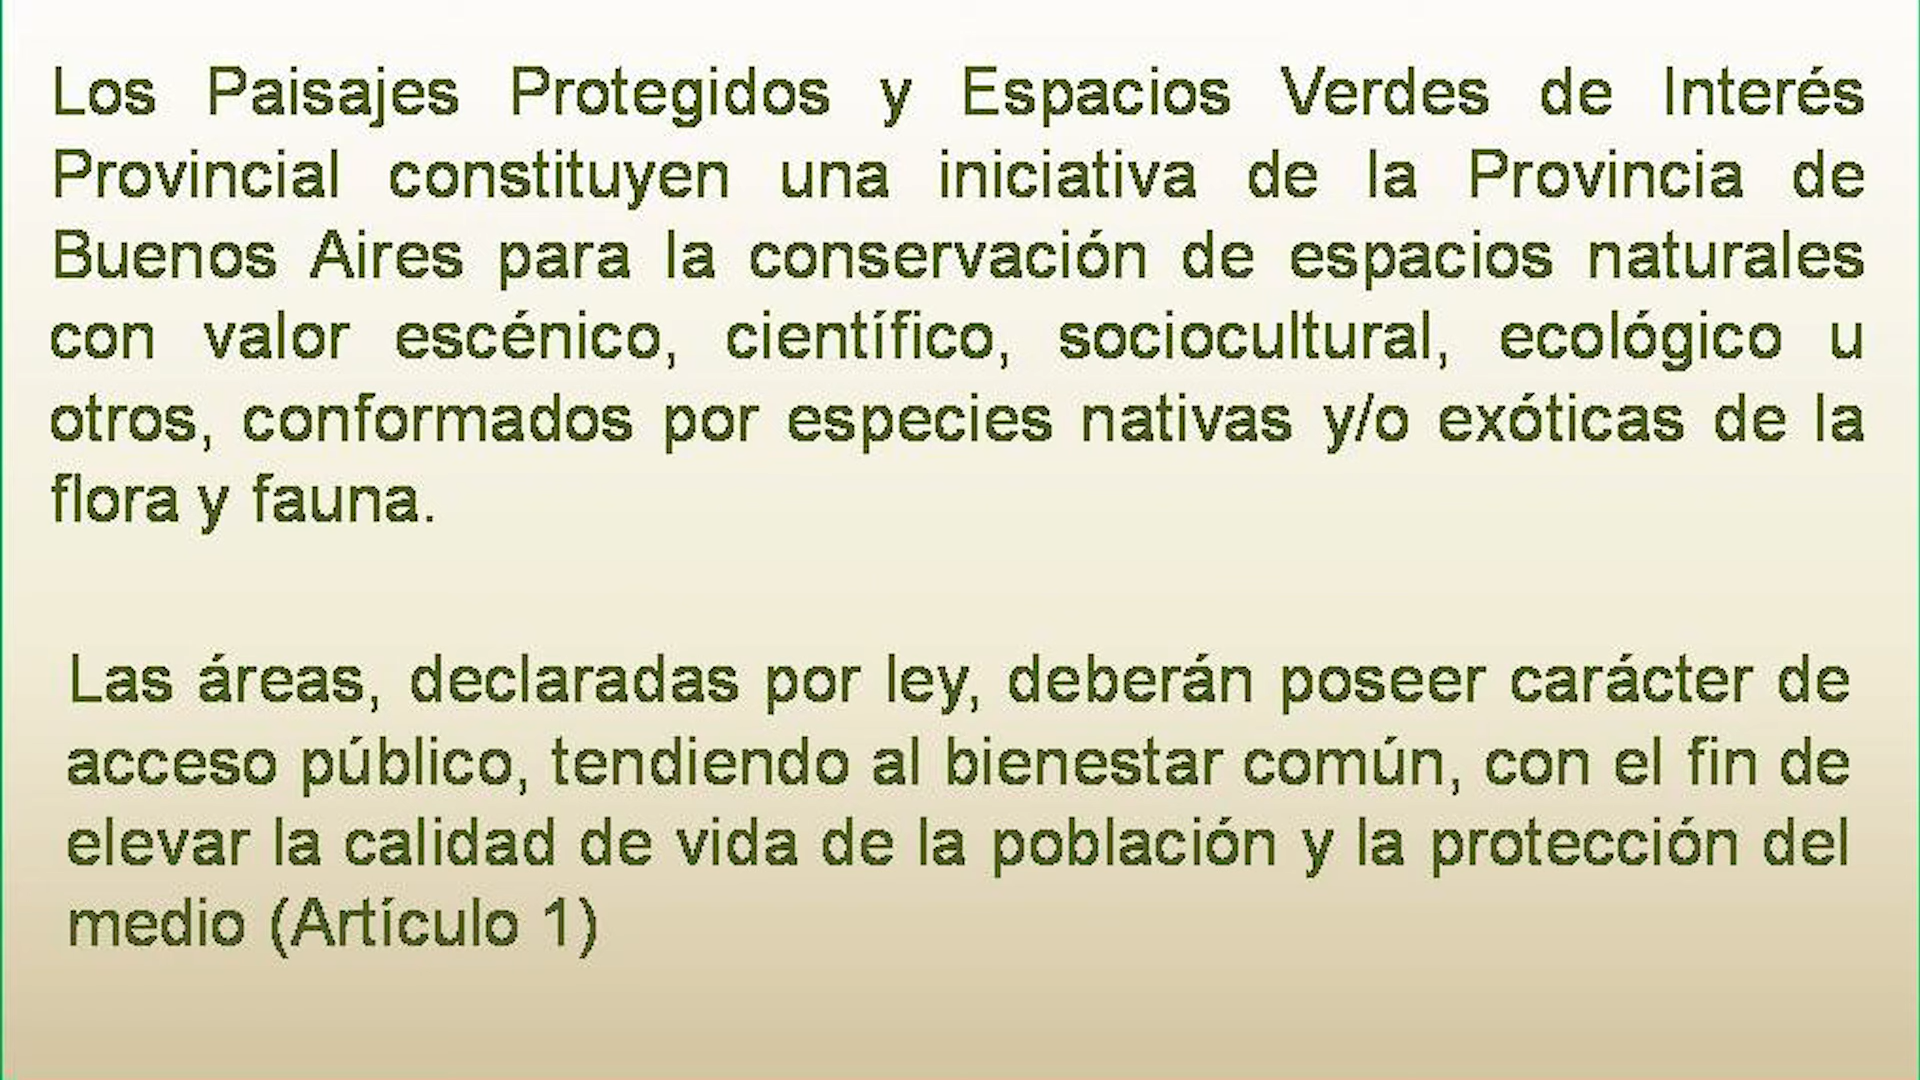 Los Paisajes Protegidos y Espacios Verdes de Interés
Provincial constituyen una iniciativa de la Provincia de
Buenos Aires para la conservación de espacios naturales
con valor escénico, científico, sociocultural, ecológico u
otros, conformados por especies nativas y/o exóticas de la
flora y fauna.
Las áreas, declaradas por ley, deberán poseer carácter de
acceso público, tendiendo al bienestar común, con el fin de
elevar la calidad de vida de la población y la protección del
medio (Artículo 1)